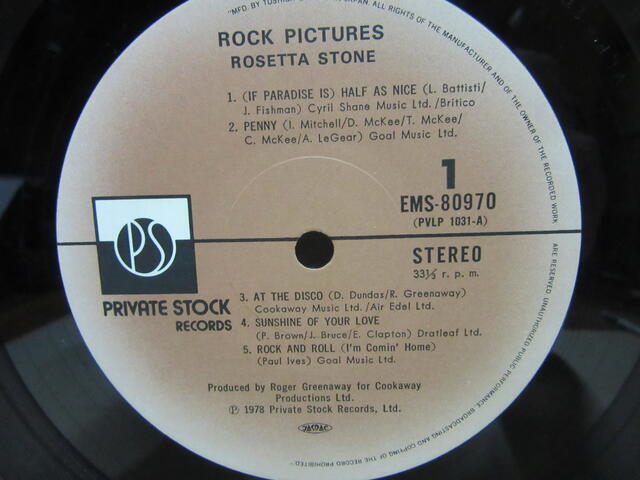 "MFD. BY TOSHIBA JAPAN. ALL RIGHTS OF THE MANUFACTURER AND OF THE OWNER OF THE RECORDED WORK
ROCK PICTURES
ROSETTA STONE
1. (IF PARADISE IS) HALF AS NICE (L. Battisti/
J. Fishman) Cyril Shane Music Ltd./Britico
2. PENNY (I. Mitchell/D. McKee/T. McKee/
C. McKee/A. LeGear) Goal Music Ltd.
1
EMS-80970
(PVLP 1031-A)
PS
STEREO
33⅓ r. p. m.
PRIVATE STOCK
RECORDS
3. AT THE DISCO (D. Dundas/R. Greenaway)
Cookaway Music Ltd./Air Edel Ltd.
4. SUNSHINE OF YOUR LOVE
(P. Brown/J. Bruce/E. Clapton) Dratleaf Ltd.
5. ROCK AND ROLL (I'm Comin' Home)
(Paul Ives) Goal Music Ltd.
Produced by Roger Greenaway for Cookaway
Productions Ltd.
Ⓟ 1978 Private Stock Records, Ltd.
JASRAC
RESERVED. UNAUTHORIZED PUBLIC PERFORMANCE, BROADCASTING AND COPYING OF THE RECORD PROHIBITED"